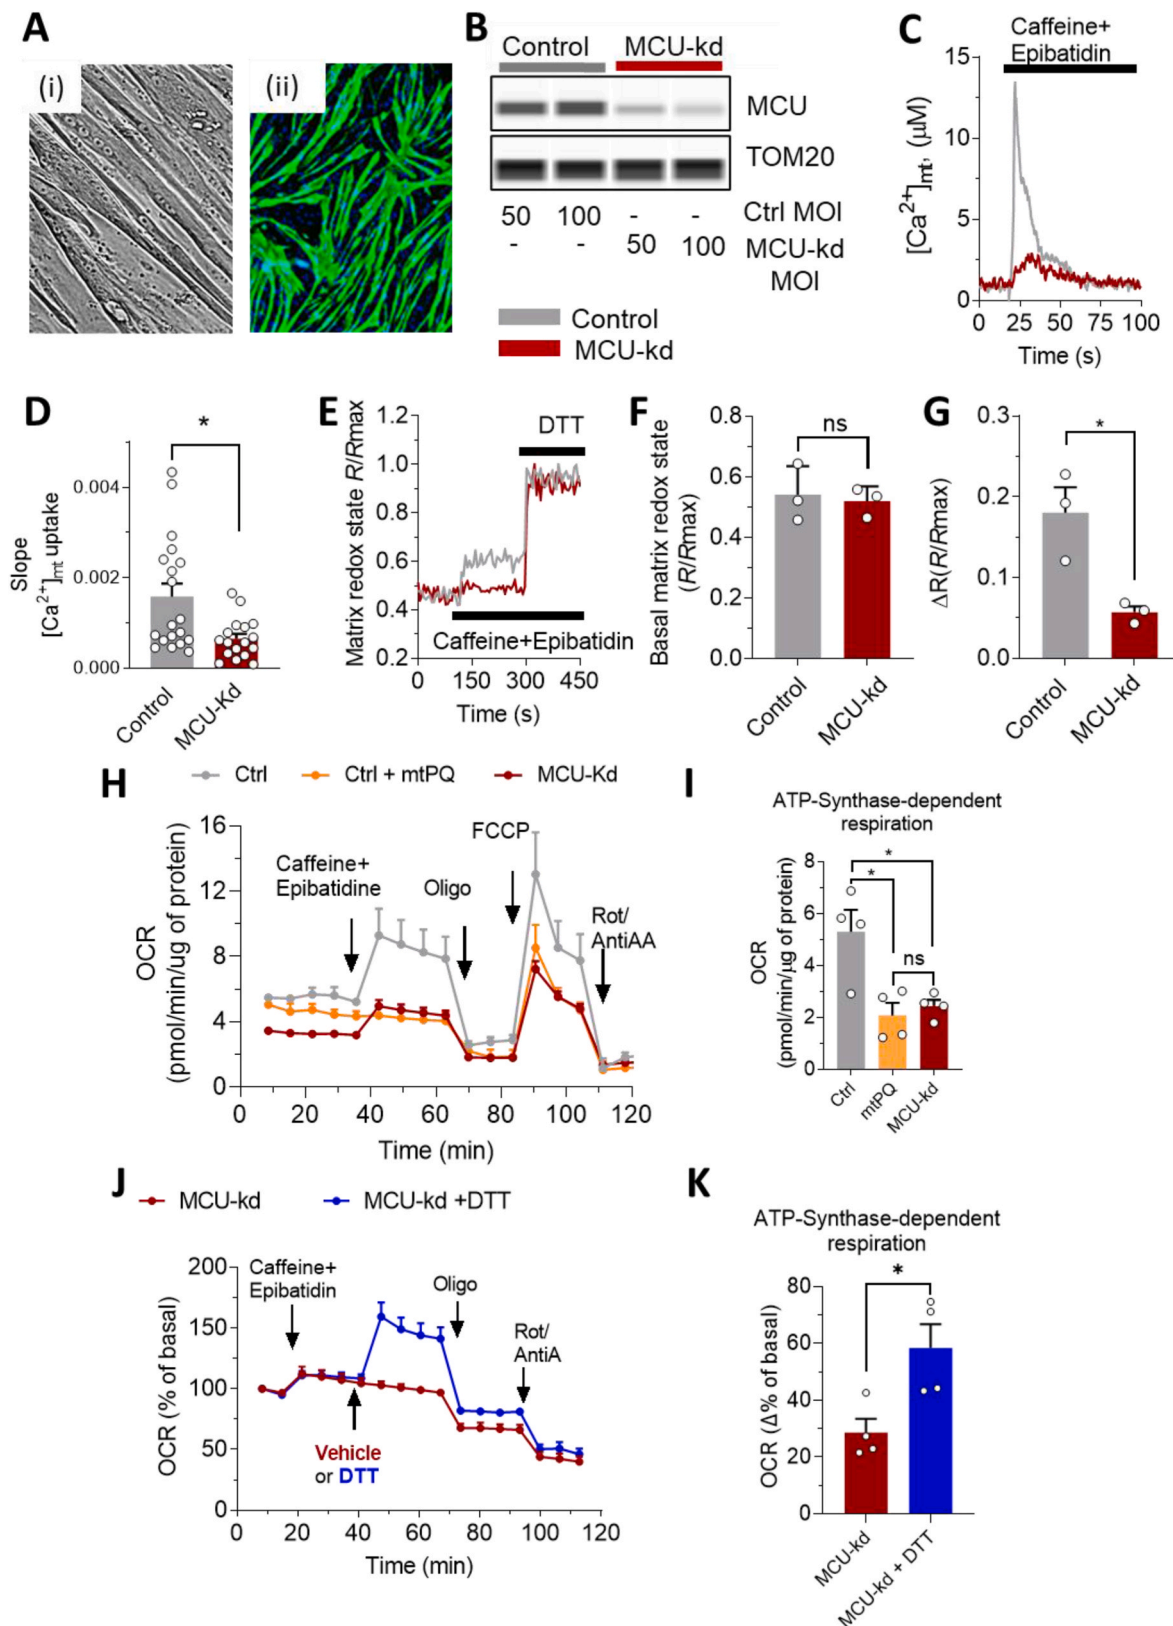 A
(i)
(ii)
B
Control
MCU-kd
MCU
TOM20
50 100 - - Ctrl MOI
- - 50 100 MCU-kd
MOI
Control
MCU-kd
C
Caffeine+
Epibatidin
[Ca²⁺]mt, (μM)
15
10
5
0
0 25 50 75 100
Time (s)
D
*
Slope
[Ca²⁺]mt uptake
0.004
0.002
0.000
Control
MCU-Kd
E
Matrix redox state R/Rmax
1.2
1.0
0.8
0.6
0.4
0.2
DTT
Caffeine+Epibatidin
0 150 300 450
Time (s)
F
Basal matrix redox state
(R/Rmax)
0.8
0.6
0.4
0.2
0.0
ns
Control
MCU-kd
G
ΔR(R/Rmax)
0.3
0.2
0.1
0.0
*
Control
MCU-kd
H
Ctrl
Ctrl + mtPQ
MCU-Kd
OCR
(pmol/min/ug of protein)
16
12
8
4
0
Caffeine+
Epibatidine
Oligo
FCCP
Rot/
AntiAA
0 20 40 60 80 100 120
Time (min)
I
ATP-Synthase-dependent
respiration
OCR
(pmol/min/μg of protein)
8
6
4
2
0
*
*
ns
Ctrl
mtPQ
MCU-kd
J
MCU-kd
MCU-kd +DTT
OCR (% of basal)
200
150
100
50
0
Caffeine+
Epibatidin
Vehicle
or DTT
Oligo
Rot/
AntiA
0 20 40 60 80 100 120
Time (min)
K
ATP-Synthase-dependent
respiration
*
OCR (Δ% of basal)
80
60
40
20
0
MCU-kd
MCU-kd + DTT